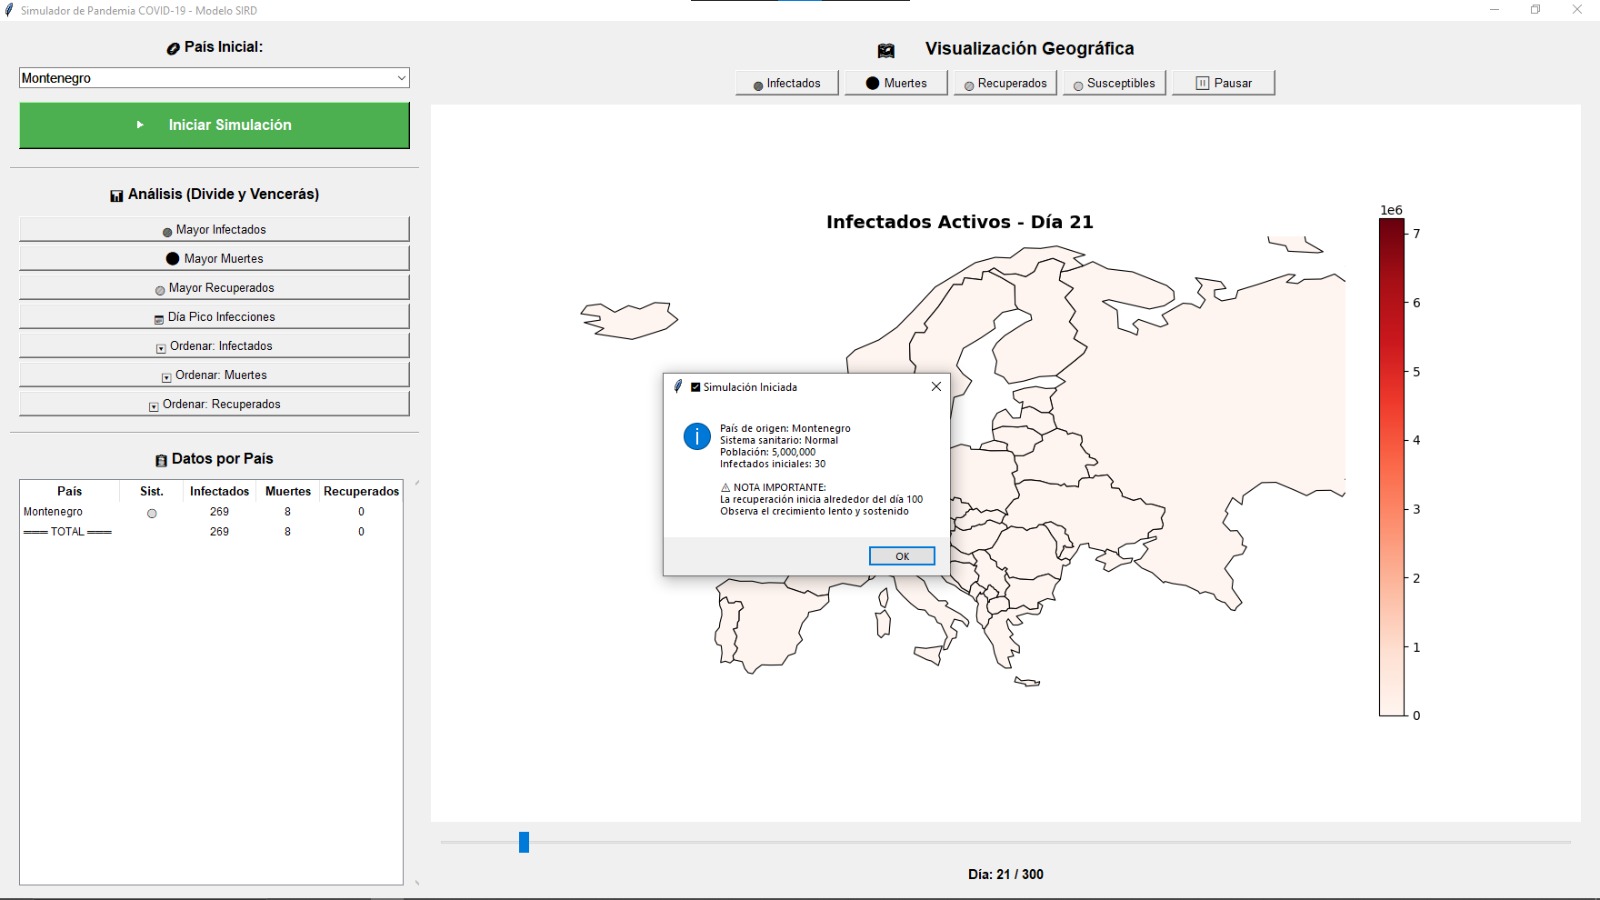 Simulador de Pandemia COVID-19 - Modelo SIRD
País Inicial:
Montenegro
Iniciar Simulación
Análisis (Divide y Vencerás)
Mayor Infectados
Mayor Muertes
Mayor Recuperados
Día Pico Infecciones
Ordenar: Infectados
Ordenar: Muertes
Ordenar: Recuperados
Datos por País
País Sist. Infectados Muertes Recuperados
Montenegro 269 8 0
═══ TOTAL ═══ 269 8 0
Visualización Geográfica
Infectados Muertes Recuperados Susceptibles Pausar
Infectados Activos - Día 21
1e6
7
6
5
4
3
2
1
0
Simulación Iniciada
País de origen: Montenegro
Sistema sanitario: Normal
Población: 5,000,000
Infectados iniciales: 30
⚠ NOTA IMPORTANTE:
La recuperación inicia alrededor del día 100
Observa el crecimiento lento y sostenido
OK
Día: 21 / 300